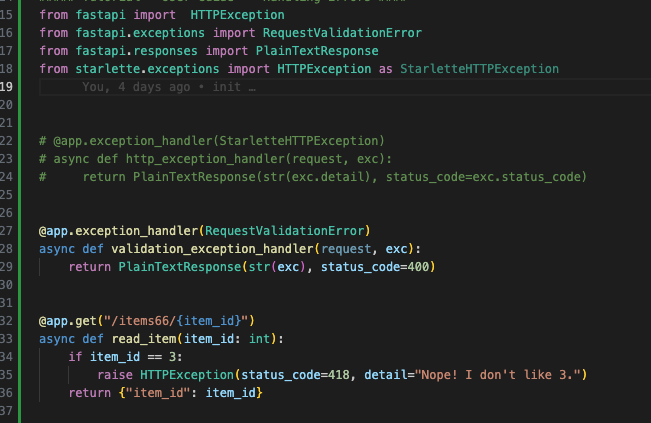 15 from fastapi import  HTTPException
16 from fastapi.exceptions import RequestValidationError
17 from fastapi.responses import PlainTextResponse
18 from starlette.exceptions import HTTPException as StarletteHTTPException
19       You, 4 days ago • init …
20
21
22 # @app.exception_handler(StarletteHTTPException)
23 # async def http_exception_handler(request, exc):
24 #     return PlainTextResponse(str(exc.detail), status_code=exc.status_code)
25
26
27 @app.exception_handler(RequestValidationError)
28 async def validation_exception_handler(request, exc):
29     return PlainTextResponse(str(exc), status_code=400)
30
31
32 @app.get("/items66/{item_id}")
33 async def read_item(item_id: int):
34     if item_id == 3:
35         raise HTTPException(status_code=418, detail="Nope! I don't like 3.")
36     return {"item_id": item_id}
37